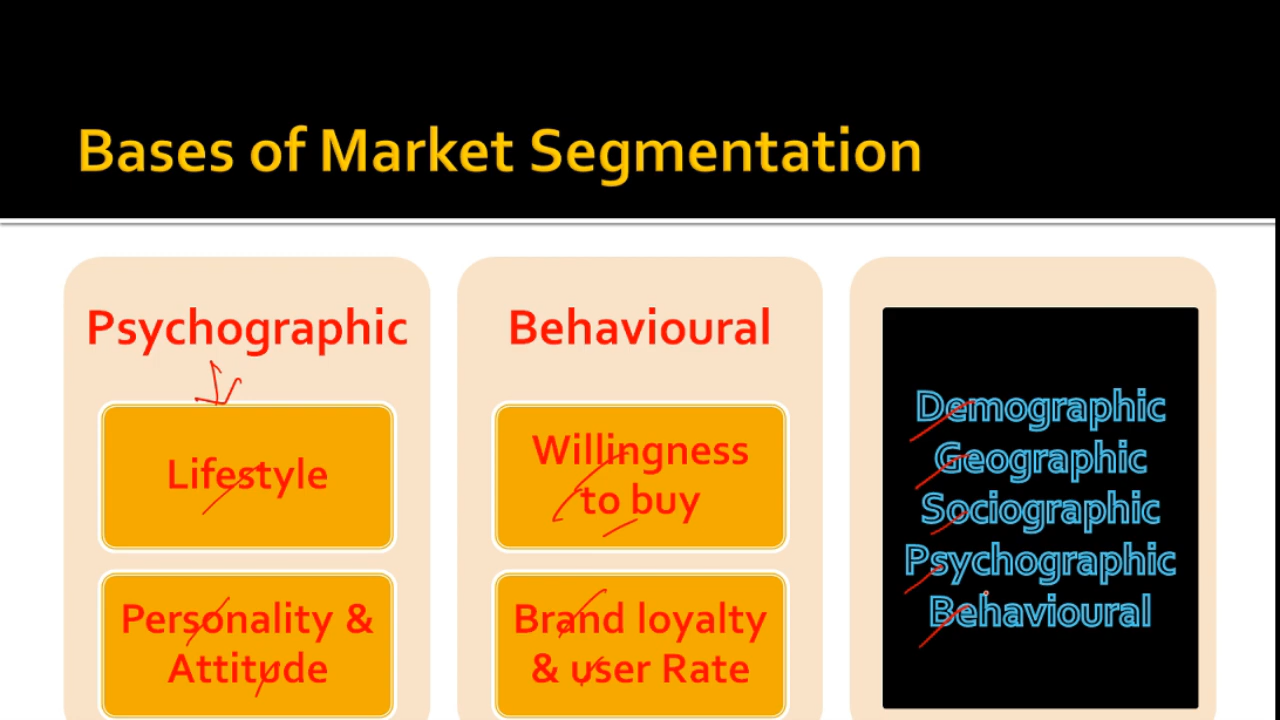 Bases of Market Segmentation
Psychographic
Lifestyle
Personality &
Attitude
Behavioural
Willingness
to buy
Brand loyalty
& user Rate
Demographic
Geographic
Sociographic
Psychographic
Behavioural